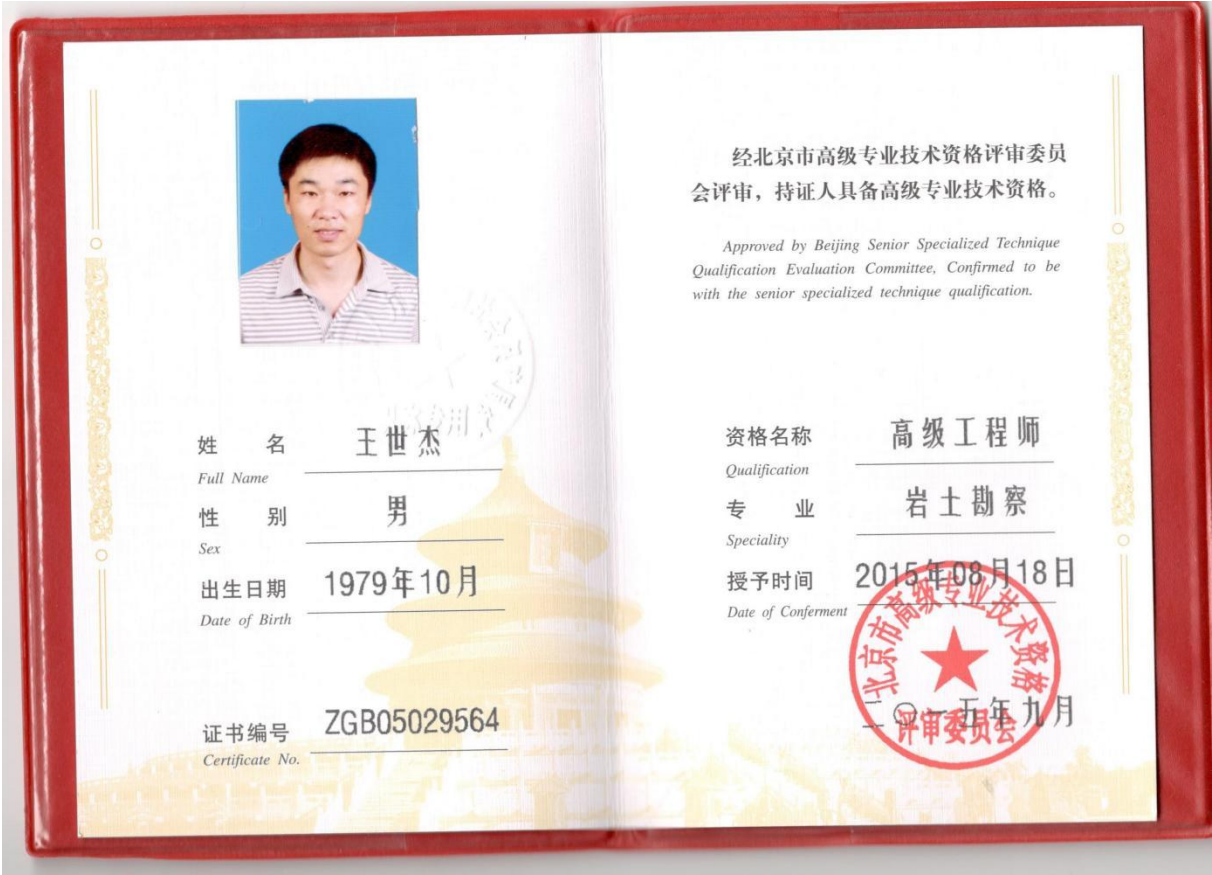 姓 名 王世杰
Full Name
性 别 男
Sex
出生日期 1979年10月
Date of Birth
证书编号 ZGB05029564
Certificate No.
经北京市高级专业技术资格评审委员
会评审，持证人具备高级专业技术资格。
Approved by Beijing Senior Specialized Technique
Qualification Evaluation Committee, Confirmed to be
with the senior specialized technique qualification.
资格名称 高级工程师
Qualification
专 业 岩土勘察
Speciality
授予时间 2015年08月18日
Date of Conferment
北京市高级专业技术资格
评审委员会
二〇一五年九月